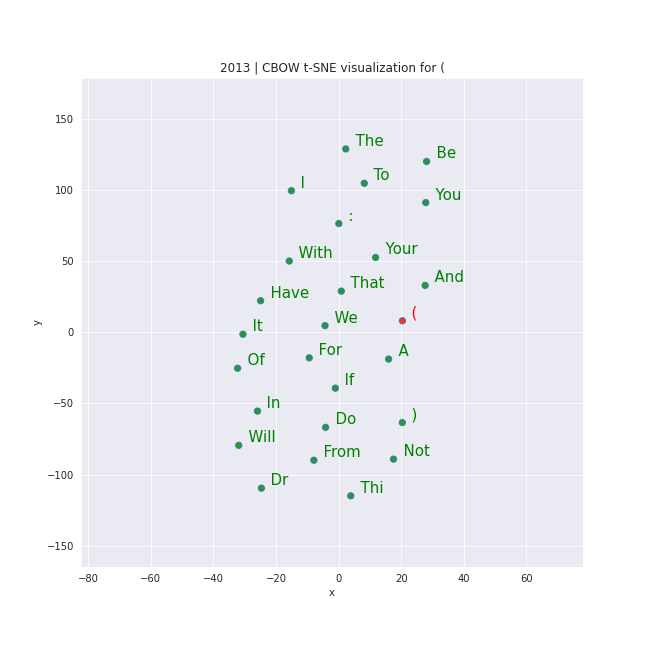 2013 | CBOW t-SNE visualization for (
The
Be
To
I
You
:
Your
With
And
That
Have
(
We
It
A
For
Of
If
In
)
Do
Will
Not
From
Dr
Thi
150
100
50
0
−50
−100
−150
y
−80 −60 −40 −20 0 20 40 60
x